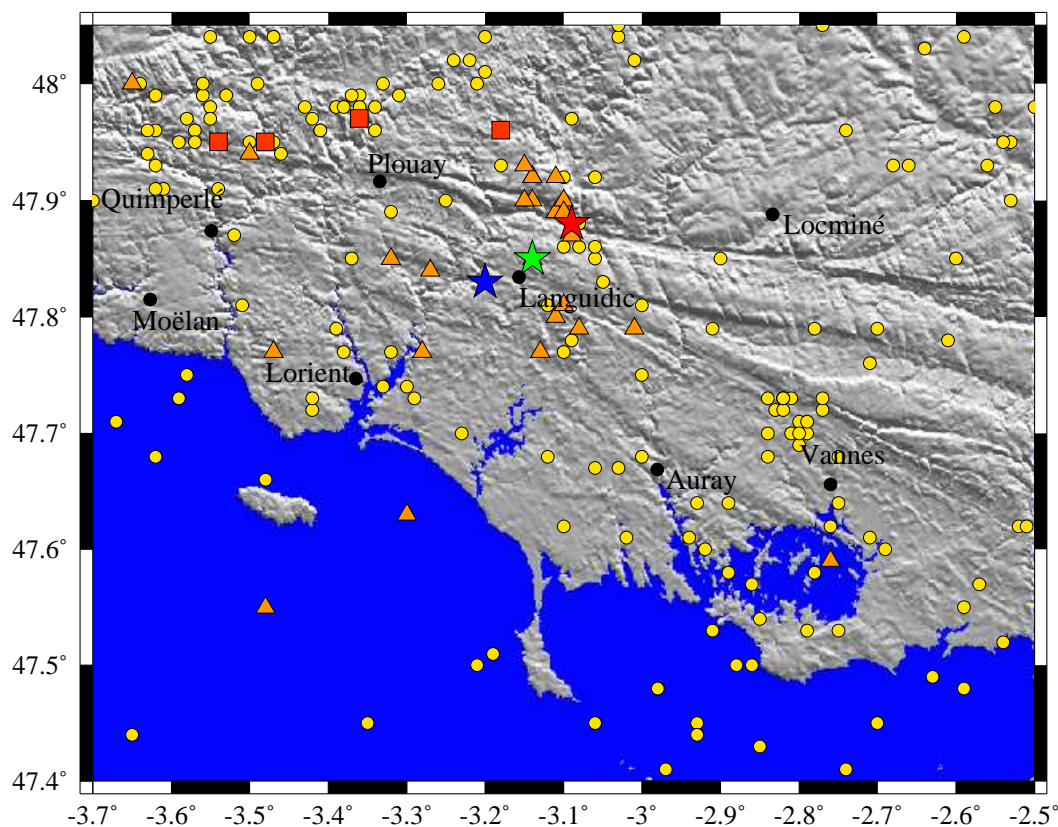 48˚
Plouay
47.9˚
Quimperle
Locminé
Languidic
47.8˚
Moëlan
Lorient
47.7˚
Vannes
Auray
47.6˚
47.5˚
47.4˚
-3.7˚ -3.6˚ -3.5˚ -3.4˚ -3.3˚ -3.2˚ -3.1˚ -3˚ -2.9˚ -2.8˚ -2.7˚ -2.6˚ -2.5˚